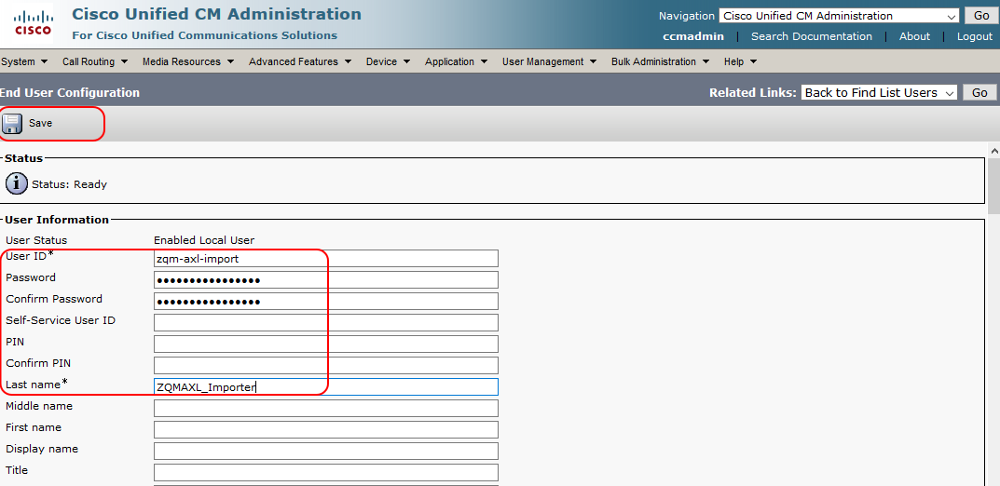 CISCO
Cisco Unified CM Administration
For Cisco Unified Communications Solutions
Navigation Cisco Unified CM Administration Go
ccmadmin | Search Documentation | About | Logout
System Call Routing Media Resources Advanced Features Device Application User Management Bulk Administration Help
End User Configuration
Related Links: Back to Find List Users Go
Save
Status
i Status: Ready
User Information
User Status Enabled Local User
User ID* zqm-axl-import
Password ••••••••••••••••
Confirm Password ••••••••••••••••
Self-Service User ID
PIN
Confirm PIN
Last name* ZQMAXL_Importer
Middle name
First name
Display name
Title